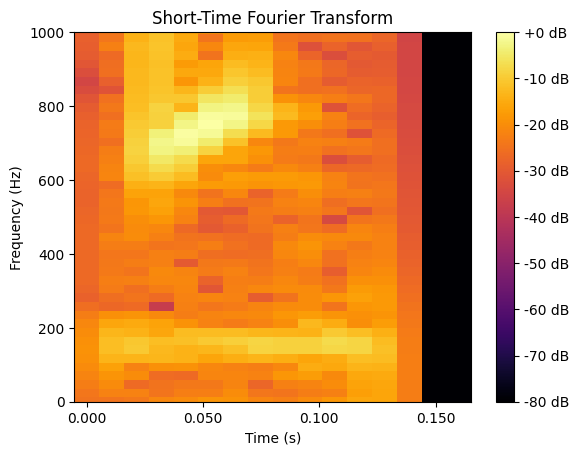 Short-Time Fourier Transform
1000
800
600
400
200
0
Frequency (Hz)
0.000
0.050
0.100
0.150
Time (s)
+0 dB
-10 dB
-20 dB
-30 dB
-40 dB
-50 dB
-60 dB
-70 dB
-80 dB